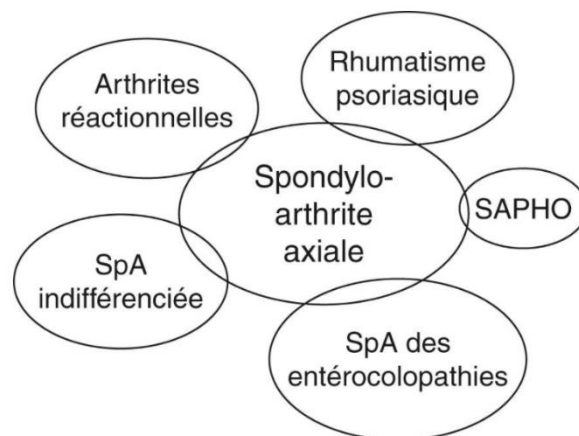 Arthrites
réactionnelles
Rhumatisme
psoriasique
Spondylo-
arthrite
axiale
SAPHO
SpA
indifférenciée
SpA des
entérocolopathies